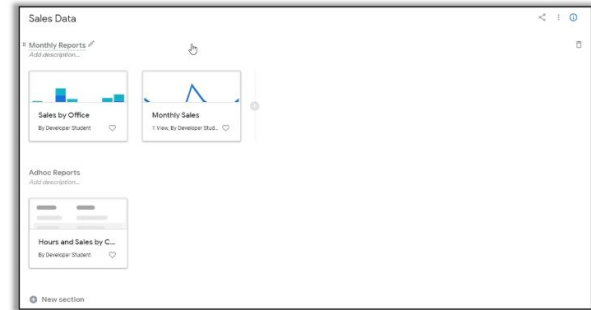 Sales Data
Monthly Reports
Add description...
Sales by Office
By Developer Student
Monthly Sales
1 View, By Developer Stud...
Adhoc Reports
Add description...
Hours and Sales by C...
By Developer Student
New section